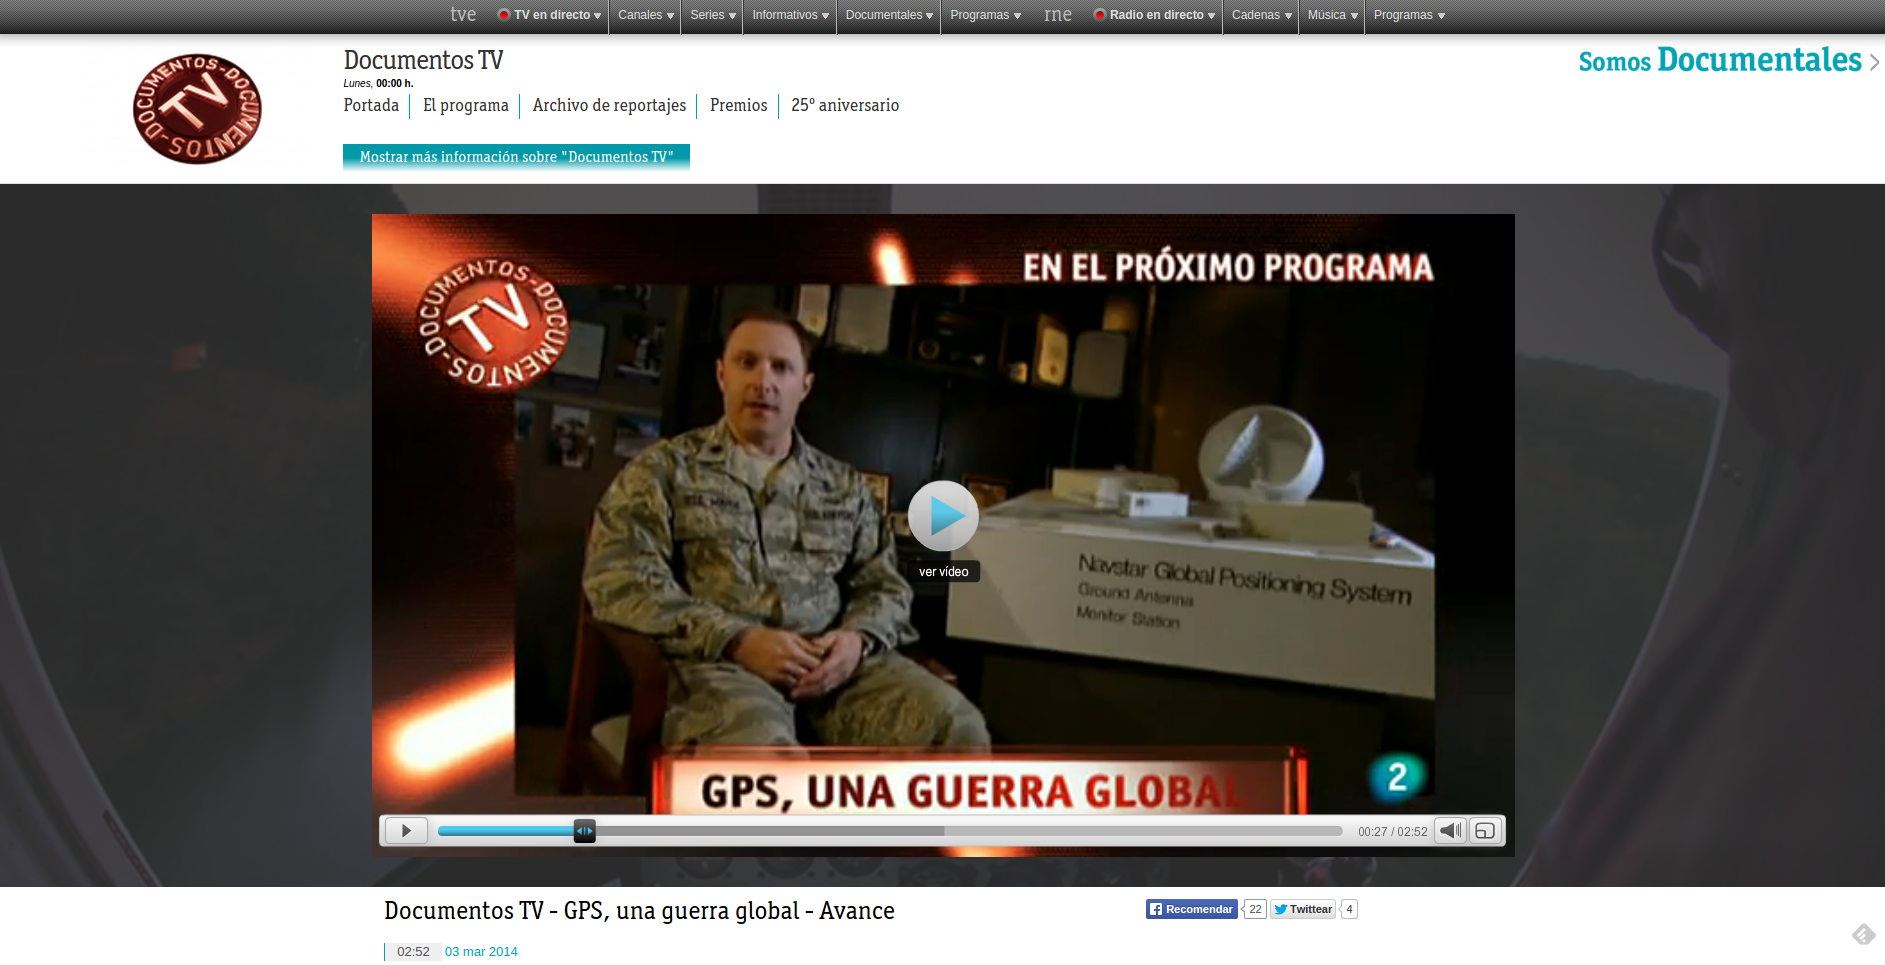 tve TV en directo Canales Series Informativos Documentales Programas rne Radio en directo Cadenas Música Programas
DOCUMENTOS-DOCUMENTOS- TV
Documentos TV
Lunes, 00:00 h.
Portada El programa Archivo de reportajes Premios 25º aniversario
Mostrar más información sobre "Documentos TV"
Somos Documentales
EN EL PRÓXIMO PROGRAMA
DOCUMENTOS-DOCUMENTOS- TV
ver vídeo
Navstar Global Positioning System
Ground Antenna
Monitor Station
GPS, UNA GUERRA GLOBAL
2
00:27 / 02:52
Documentos TV - GPS, una guerra global - Avance
Recomendar 22 Twittear 4
02:52 03 mar 2014